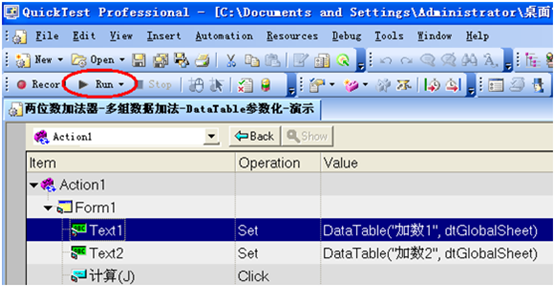 QuickTest Professional - [C:\Documents and Settings\Administrator\桌面
File Edit View Insert Automation Resources Debug Tools Window Help
New Open
Recor Run Stop
两位数加法器-多组数据加法-DataTable参数化-演示
Action1 Back Show
Item Operation Value
Action1
Form1
Text1 Set DataTable("加数1", dtGlobalSheet)
Text2 Set DataTable("加数2", dtGlobalSheet)
计算(J) Click